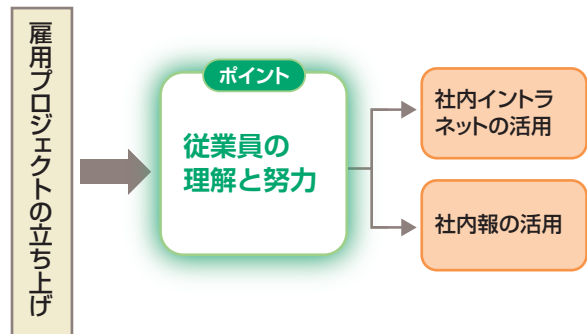 雇用プロジェクトの立ち上げ
ポイント
従業員の
理解と努力
社内イントラ
ネットの活用
社内報の活用